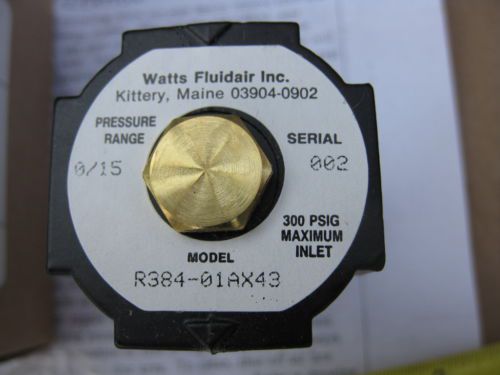 Watts Fluidair Inc.
Kittery, Maine 03904-0902
PRESSURE
RANGE
0/15
SERIAL
002
300 PSIG
MAXIMUM
INLET
MODEL
R384-01AX43